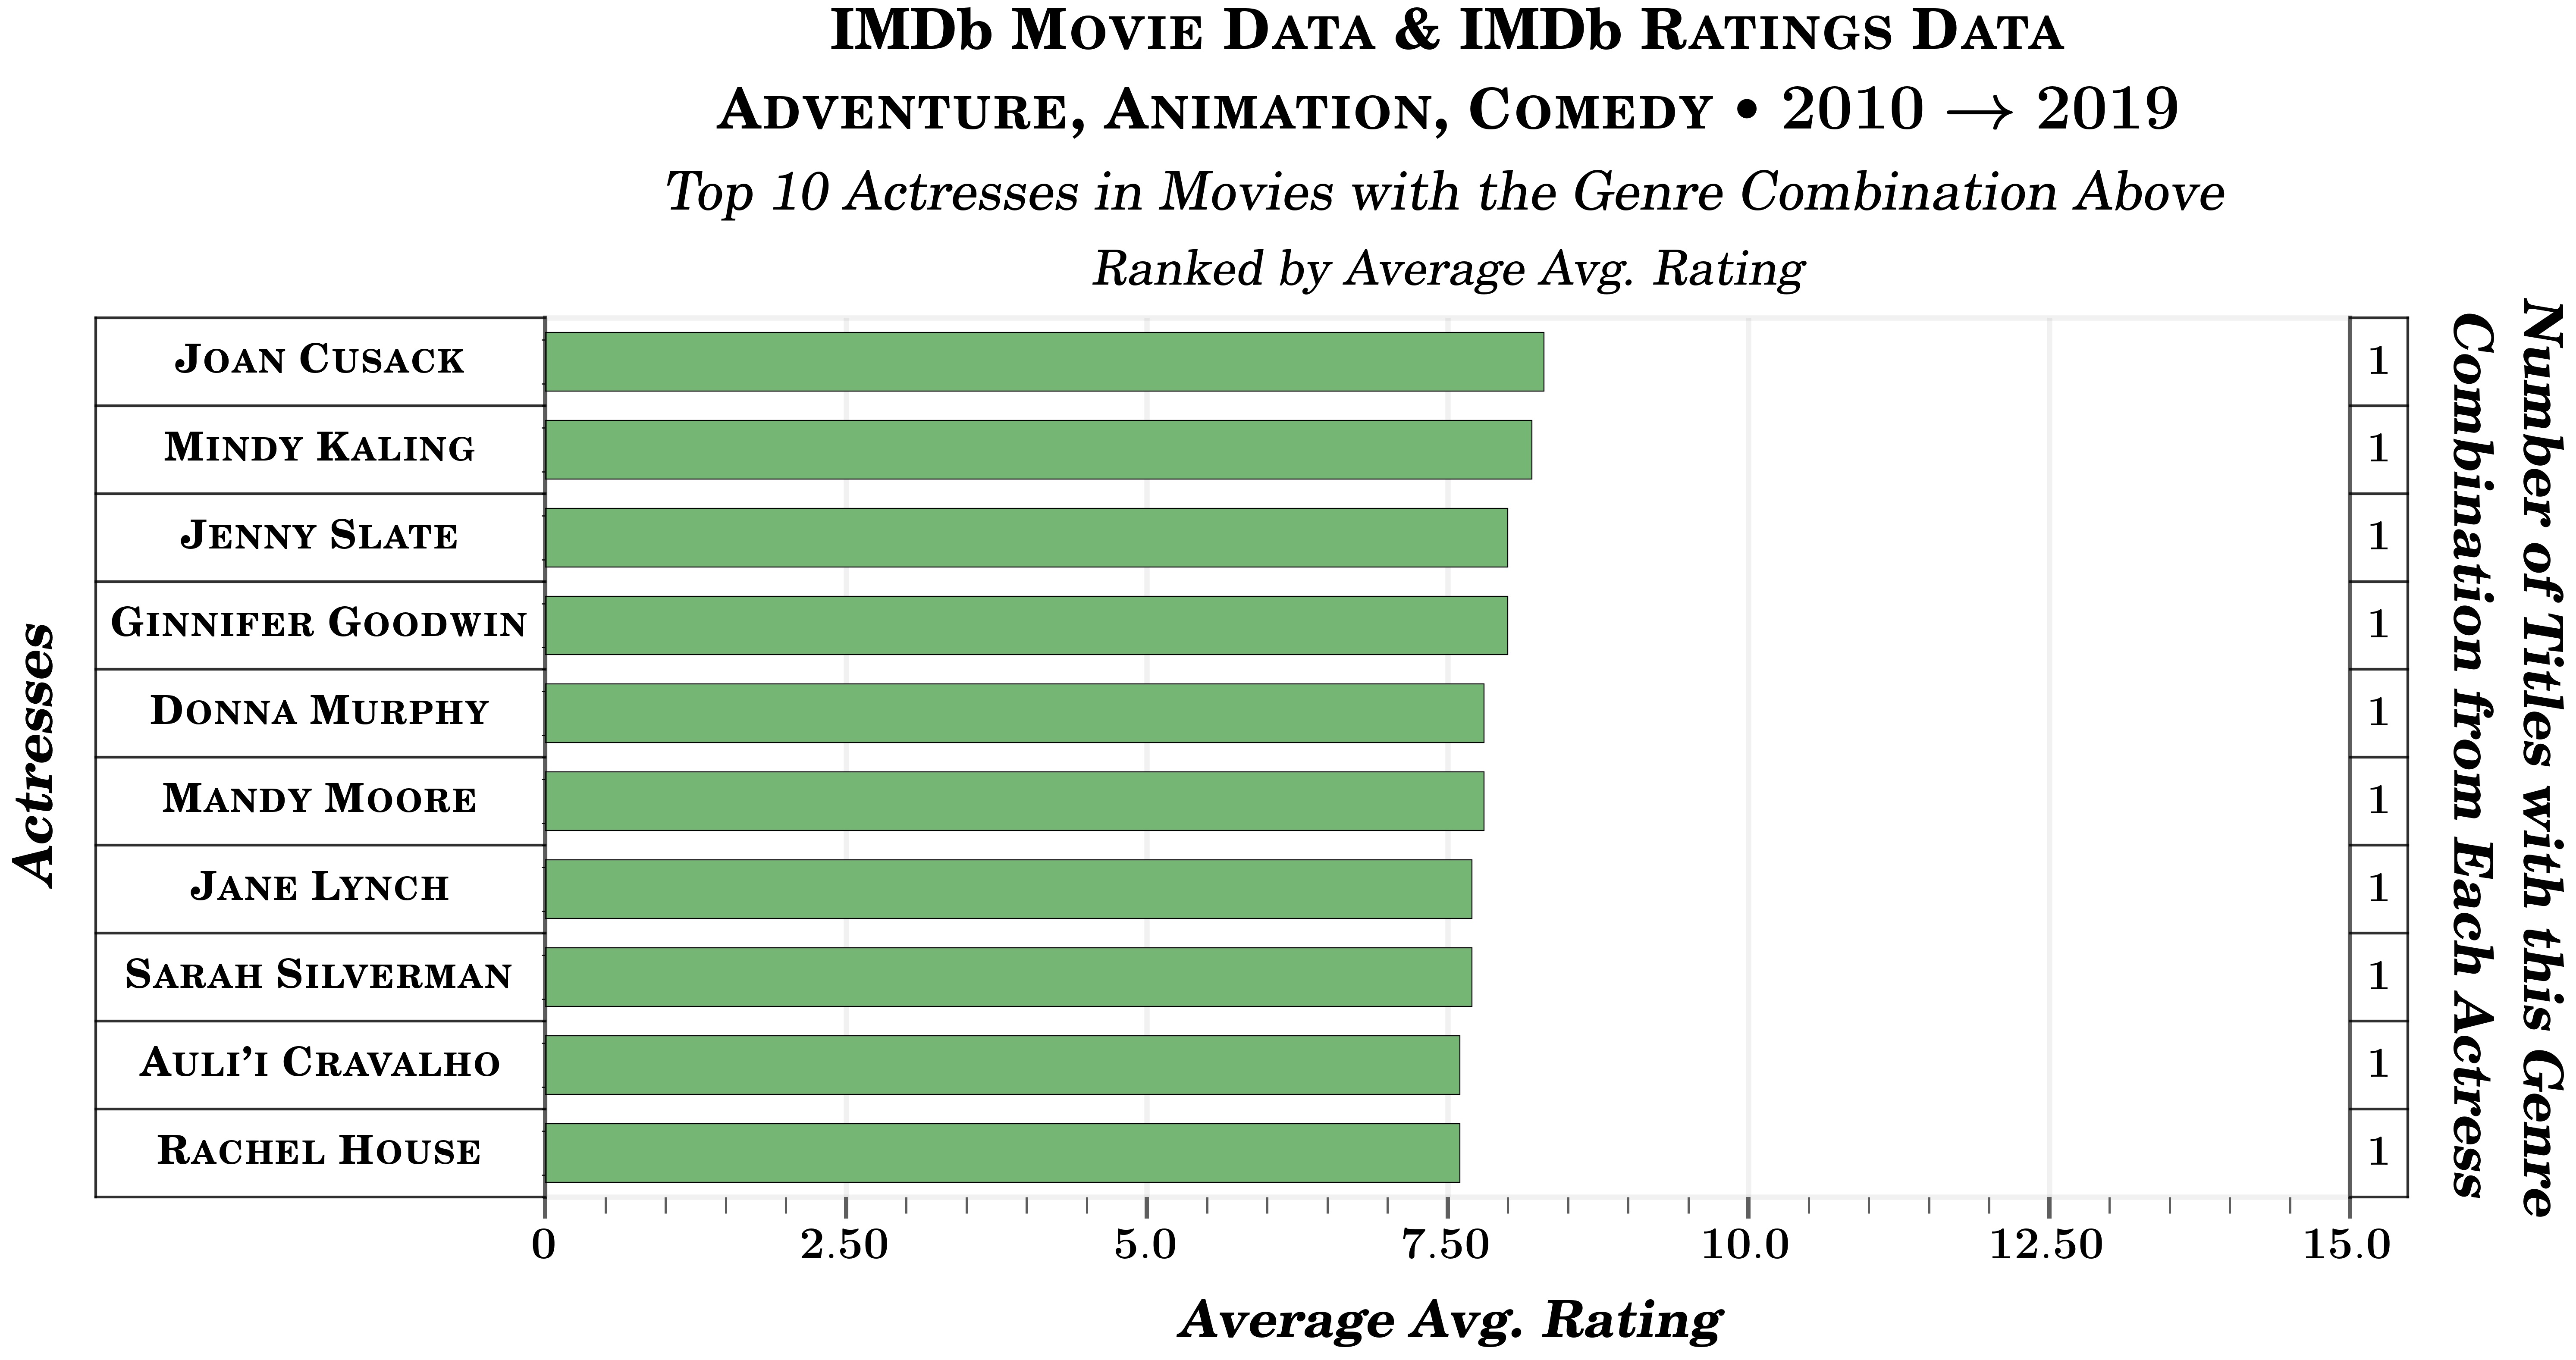 IMDb Movie Data & IMDb Ratings Data
Adventure, Animation, Comedy • 2010 → 2019
Top 10 Actresses in Movies with the Genre Combination Above
Ranked by Average Avg. Rating
Actresses
Joan Cusack 1
Mindy Kaling 1
Jenny Slate 1
Ginnifer Goodwin 1
Donna Murphy 1
Mandy Moore 1
Jane Lynch 1
Sarah Silverman 1
Auli’i Cravalho 1
Rachel House 1
0 2.50 5.0 7.50 10.0 12.50 15.0
Average Avg. Rating
Number of Titles with this Genre
Combination from Each Actress